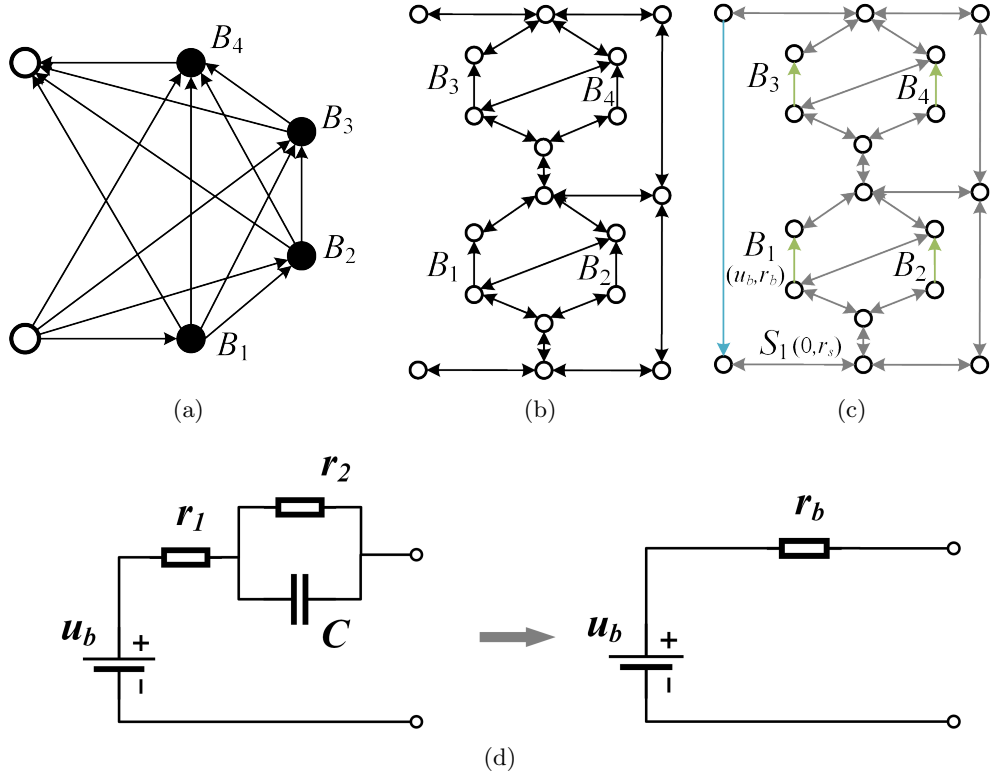 B4
B3
B2
B1
(a)
B3
B4
B1
B2
(b)
B3
B4
B1
(ub,rb)
B2
S1(0,rs)
(c)
r2
r1
C
ub
+
−
rb
ub
+
−
(d)